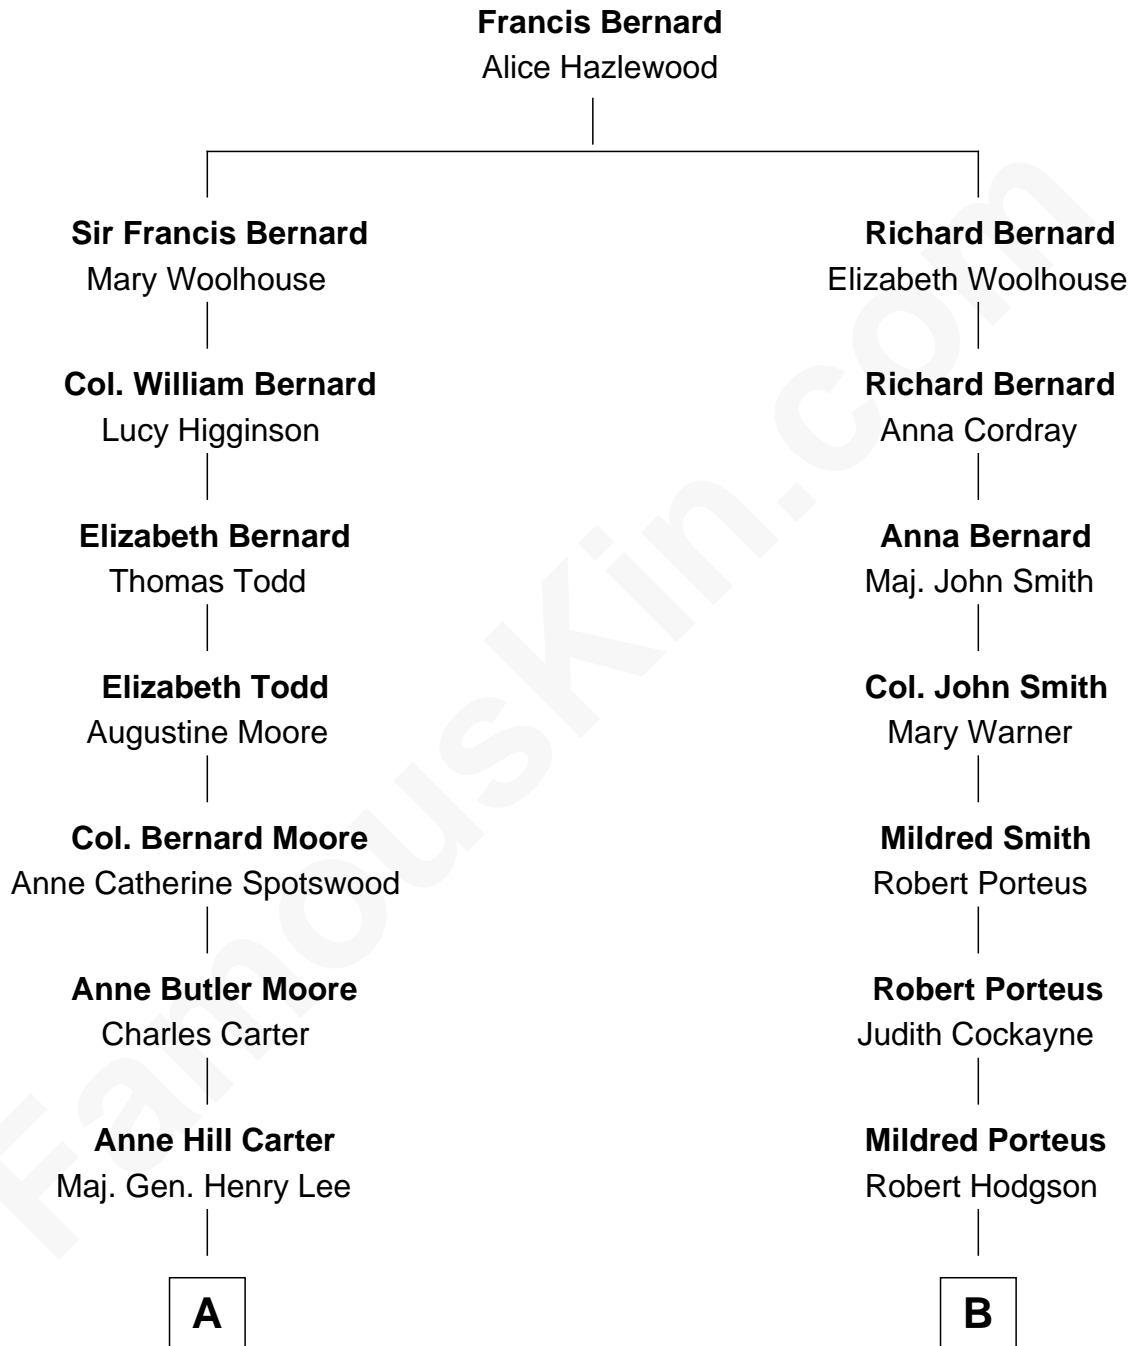 Francis Bernard
Alice Hazlewood
Sir Francis Bernard
Mary Woolhouse
Richard Bernard
Elizabeth Woolhouse
Col. William Bernard
Lucy Higginson
Richard Bernard
Anna Cordray
Elizabeth Bernard
Thomas Todd
Anna Bernard
Maj. John Smith
Elizabeth Todd
Augustine Moore
Col. John Smith
Mary Warner
Col. Bernard Moore
Anne Catherine Spotswood
Mildred Smith
Robert Porteus
Anne Butler Moore
Charles Carter
Robert Porteus
Judith Cockayne
Anne Hill Carter
Maj. Gen. Henry Lee
Mildred Porteus
Robert Hodgson
A
B
FamousKin.com